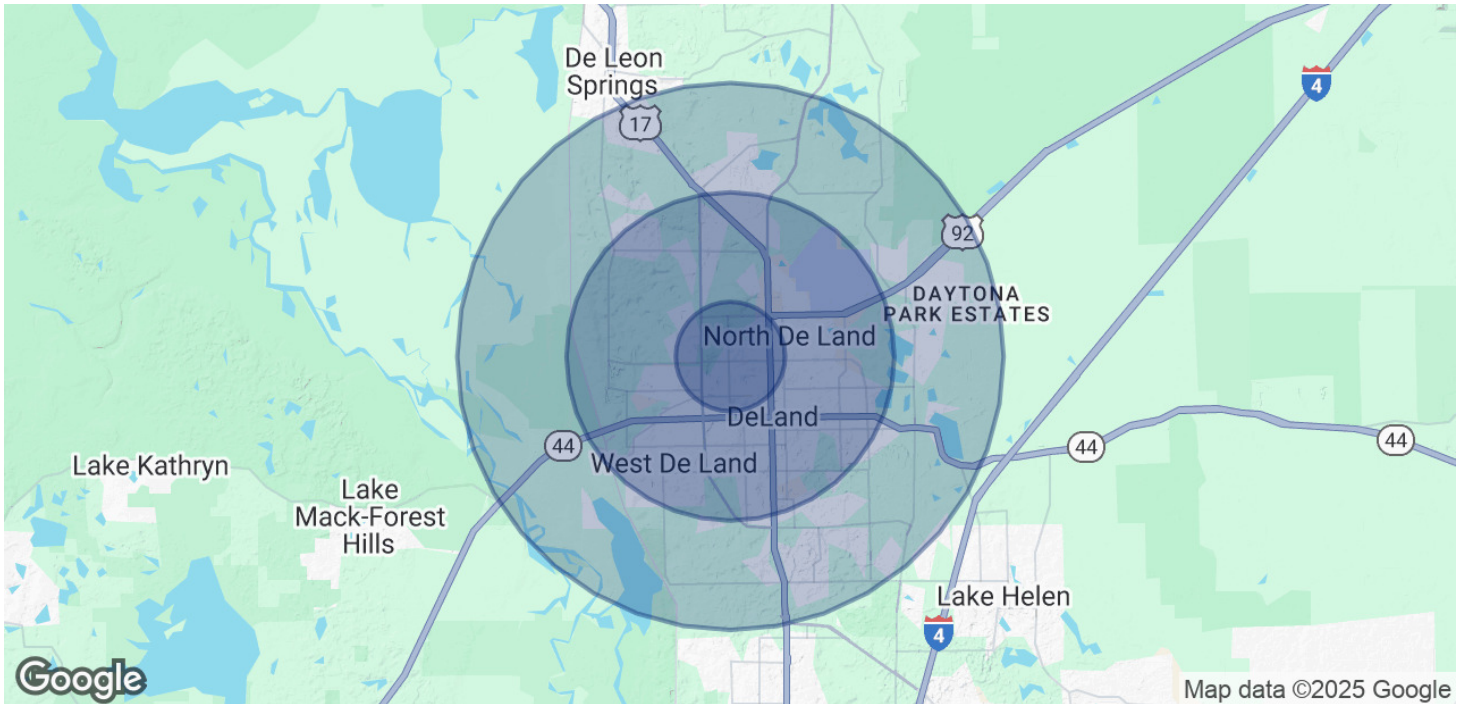 De Leon
Springs
17
4
92
DAYTONA
PARK ESTATES
North De Land
DeLand
44
44
44
West De Land
Lake Kathryn
Lake
Mack-Forest
Hills
Lake Helen
4
Google
Map data ©2025 Google